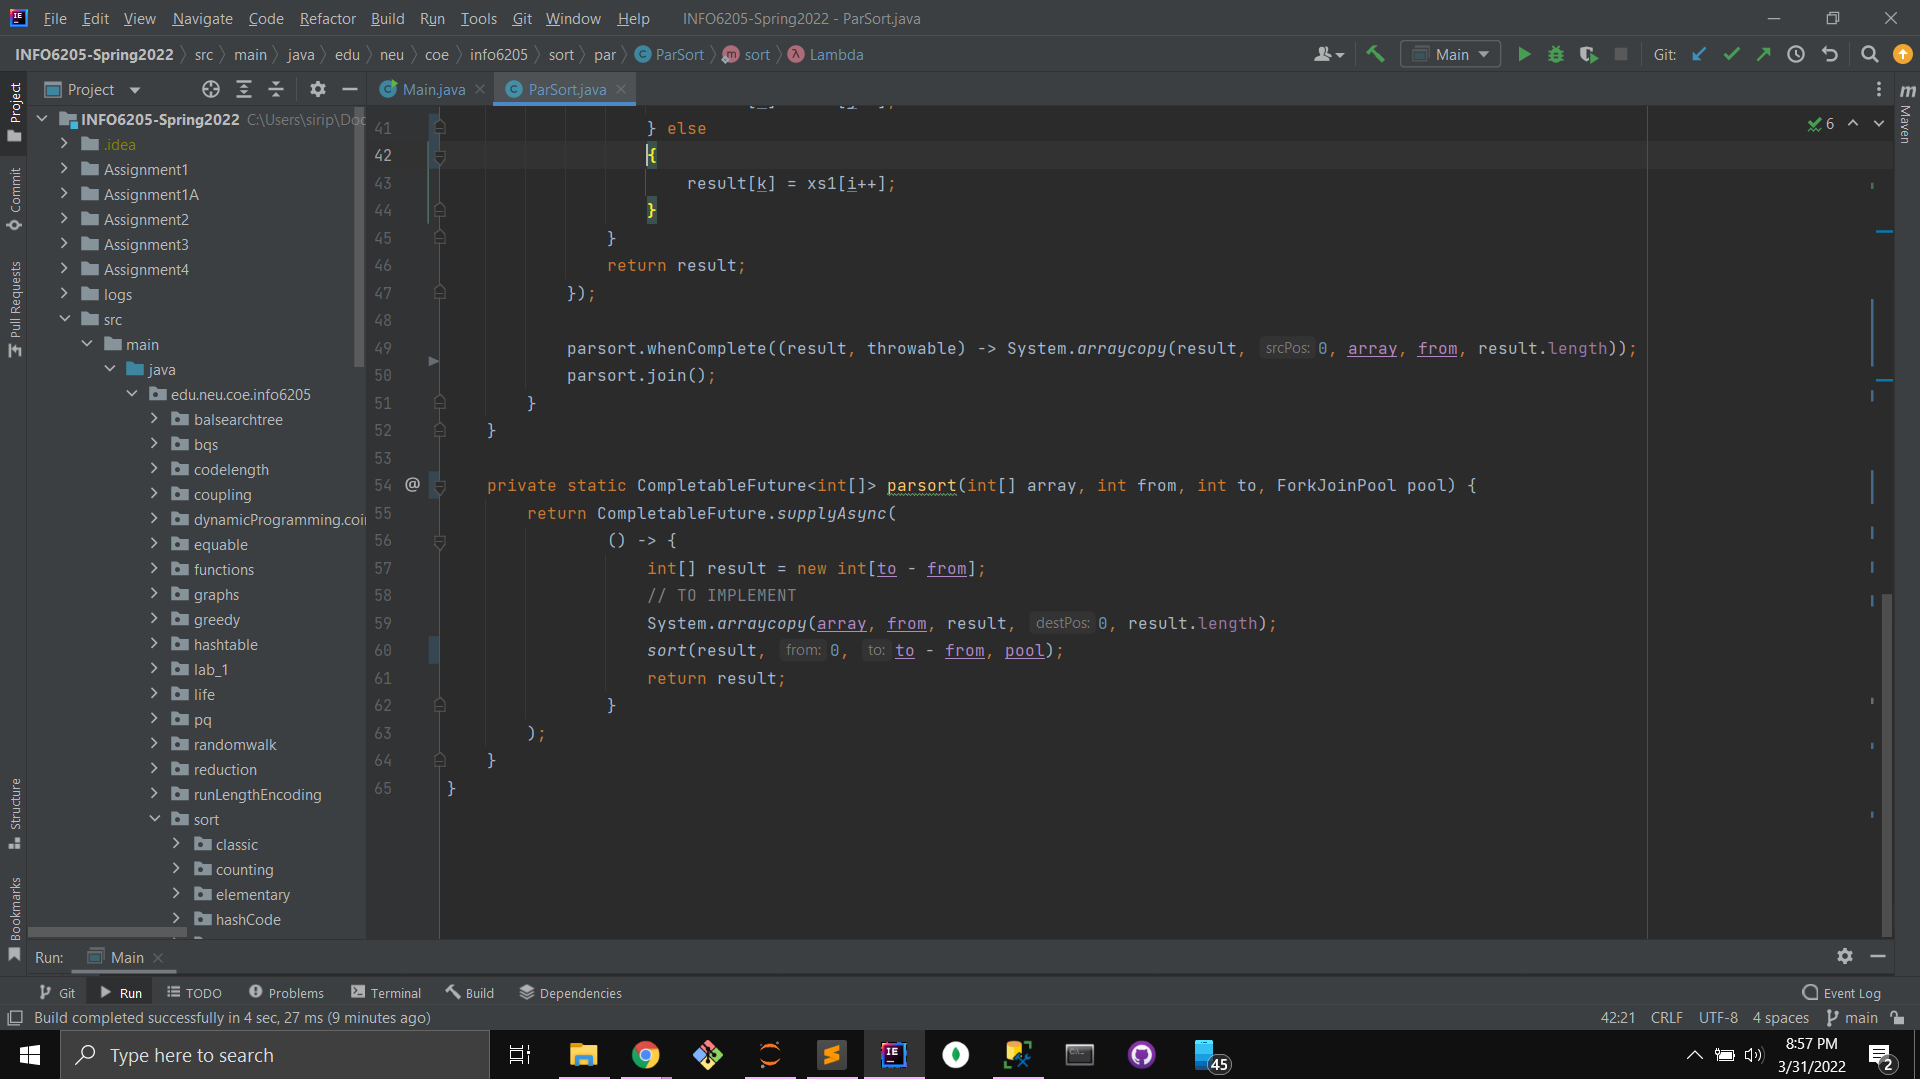 File Edit View Navigate Code Refactor Build Run Tools Git Window Help INFO6205-Spring2022 - ParSort.java
INFO6205-Spring2022 src main java edu neu coe info6205 sort par ParSort sort Lambda Main Git:
Project Main.java ParSort.java
Project
Commit
Pull Requests
Structure
Bookmarks
Maven
INFO6205-Spring2022 C:\Users\sirip\Doc
.idea
Assignment1
Assignment1A
Assignment2
Assignment3
Assignment4
logs
src
main
java
edu.neu.coe.info6205
balsearchtree
bqs
codelength
coupling
dynamicProgramming.coin
equable
functions
graphs
greedy
hashtable
lab_1
life
pq
randomwalk
reduction
runLengthEncoding
sort
classic
counting
elementary
hashCode
6
41 } else
42 {
43 result[k] = xs1[i++];
44 }
45 }
46 return result;
47 });
48
49 parsort.whenComplete((result, throwable) -> System.arraycopy(result, srcPos: 0, array, from, result.length));
50 parsort.join();
51 }
52 }
53
54 @ private static CompletableFuture<int[]> parsort(int[] array, int from, int to, ForkJoinPool pool) {
55 return CompletableFuture.supplyAsync(
56 () -> {
57 int[] result = new int[to - from];
58 // TO IMPLEMENT
59 System.arraycopy(array, from, result, destPos: 0, result.length);
60 sort(result, from: 0, to: to - from, pool);
61 return result;
62 }
63 );
64 }
65 }
Run: Main
Git Run TODO Problems Terminal Build Dependencies Event Log
Build completed successfully in 4 sec, 27 ms (9 minutes ago) 42:21 CRLF UTF-8 4 spaces main
Type here to search 45 8:57 PM
3/31/2022 2